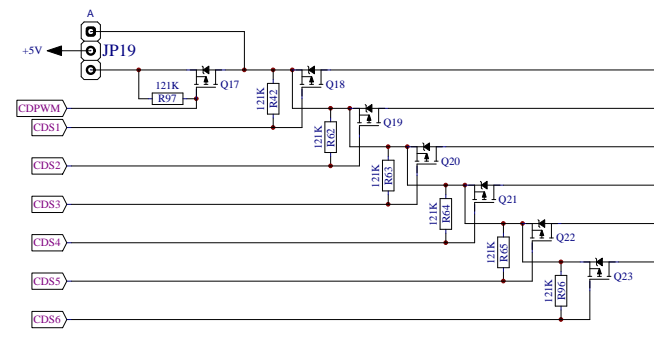 A
+5V
JP19
121K
R97
Q17
121K
R42
Q18
CDPWM
CDS1
121K
R62
Q19
CDS2
121K
R63
Q20
CDS3
121K
R64
Q21
CDS4
121K
R65
Q22
CDS5
121K
R96
Q23
CDS6